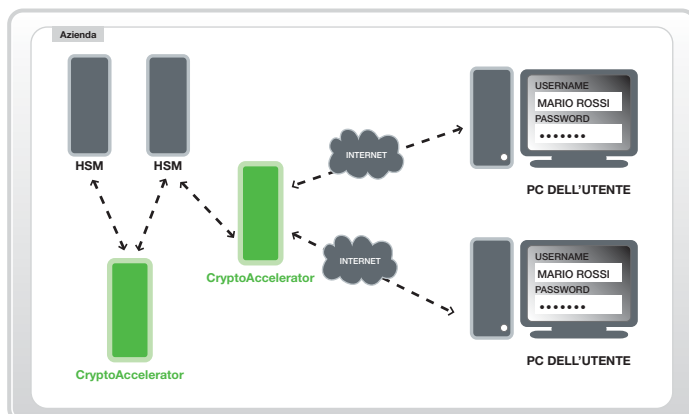 Azienda
HSM
HSM
CryptoAccelerator
CryptoAccelerator
INTERNET
INTERNET
USERNAME
MARIO ROSSI
PASSWORD
•••••••
PC DELL’UTENTE
USERNAME
MARIO ROSSI
PASSWORD
•••••••
PC DELL’UTENTE